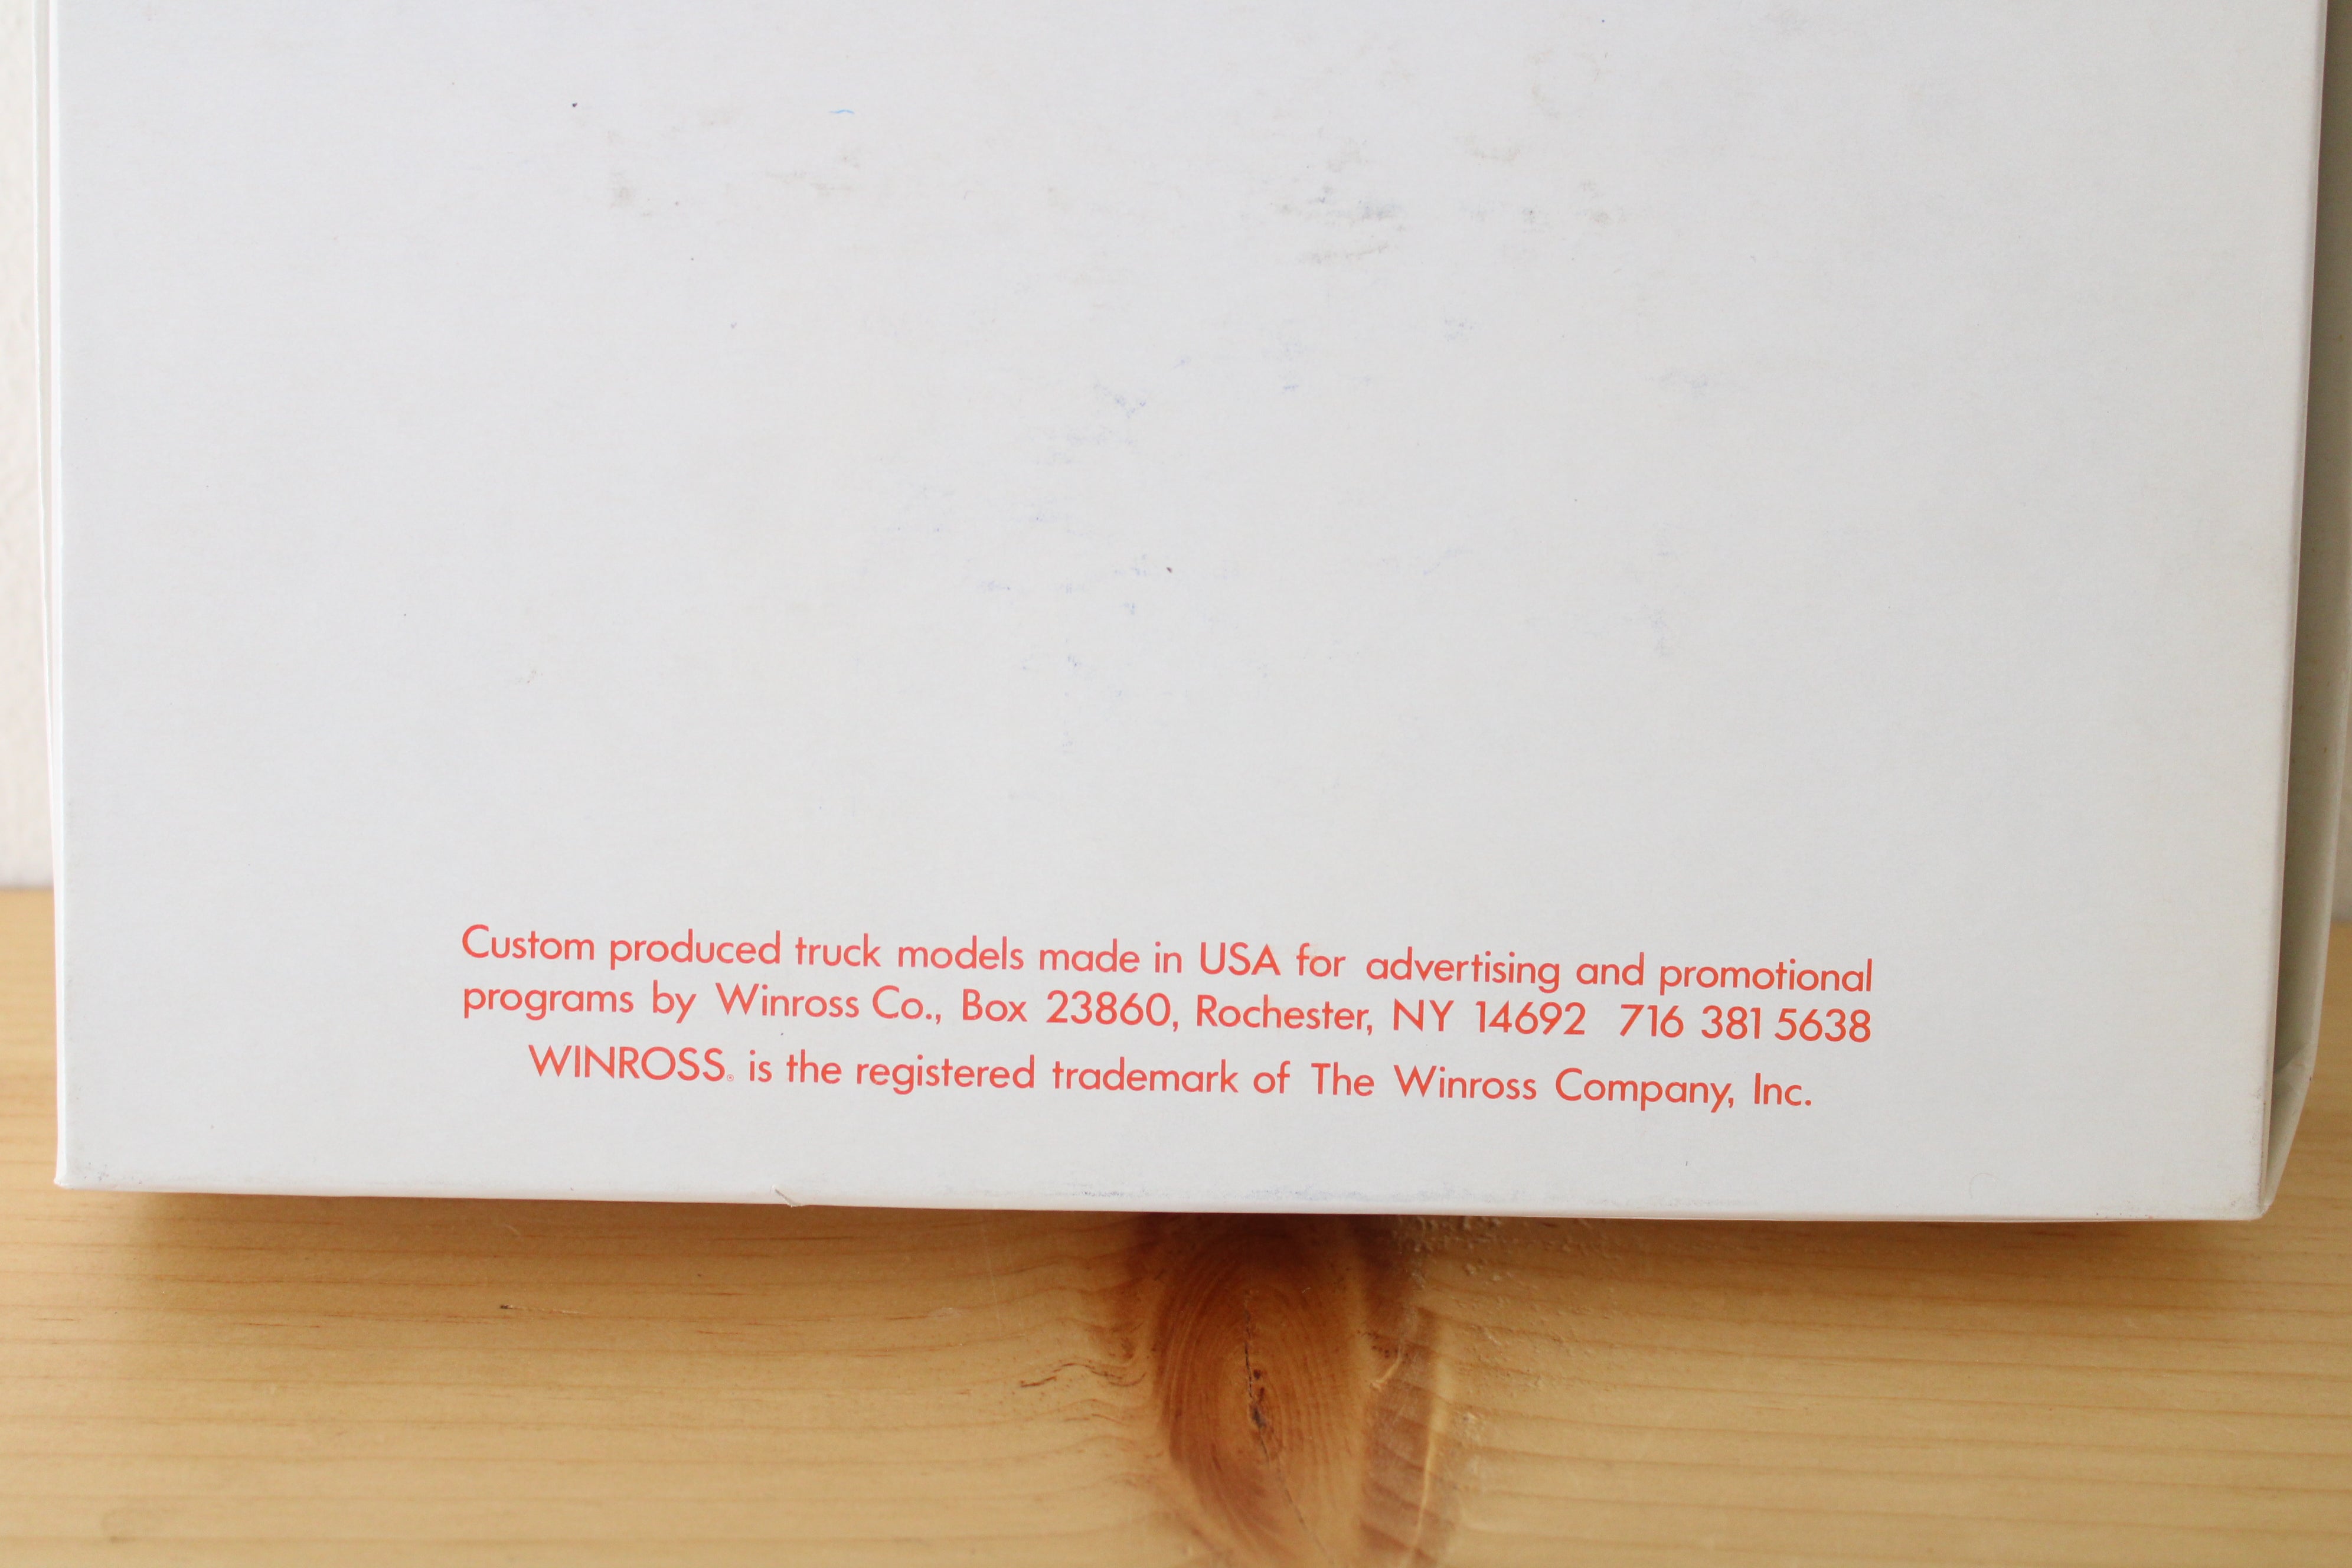 Custom produced truck models made in USA for advertising and promotional
programs by Winross Co., Box 23860, Rochester, NY 14692 716 381 5638
WINROSS® is the registered trademark of The Winross Company, Inc.